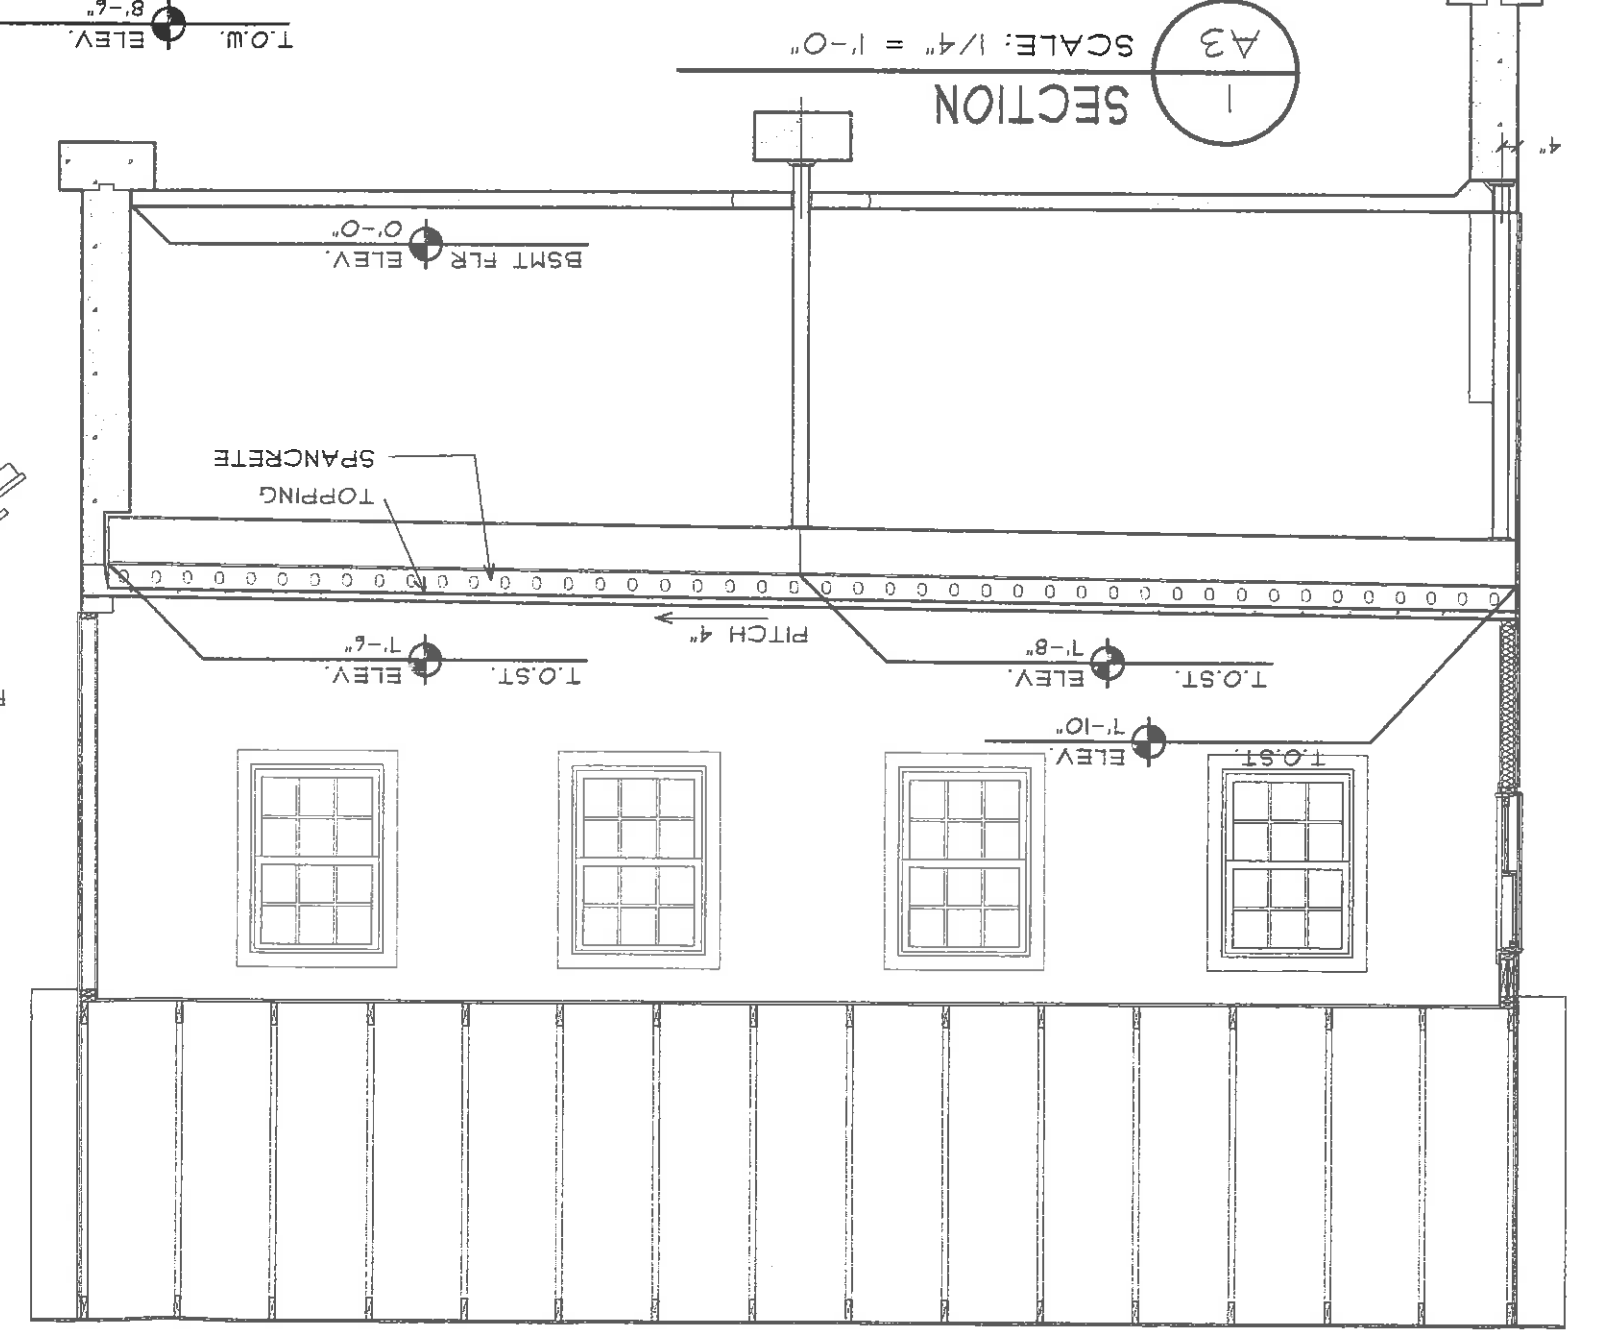 T.O.ST. ELEV.
7'-10"
T.O.ST. ELEV.
7'-8"
T.O.ST. ELEV.
7'-6"
PITCH 4"
TOPPING
SPANCRETE
BSMT FLR ELEV.
0'-0"
4"
1
A3
SECTION
SCALE: 1/4" = 1'-0"
T.O.W. ELEV.
8'-6"